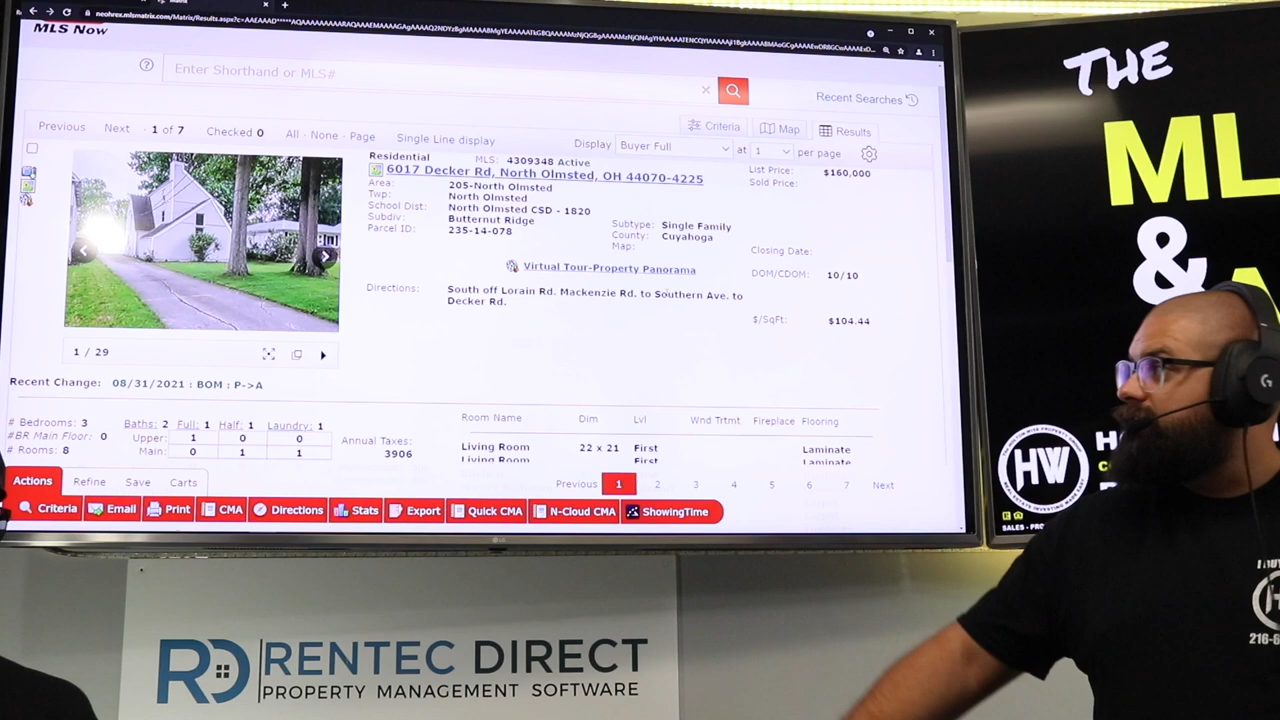 MLS Now
Enter Shorthand or MLS#
Recent Searches
Previous Next · 1 of 7 Checked 0 All · None · Page Single Line display
Criteria Map Results
Display Buyer Full at 1 per page
Residential MLS: 4309348 Active
6017 Decker Rd, North Olmsted, OH 44070-4225
List Price: $160,000
Sold Price:
Area: 205-North Olmsted
Twp: North Olmsted
School Dist: North Olmsted CSD - 1820
Subdiv: Butternut Ridge
Parcel ID: 235-14-078
Subtype: Single Family
County: Cuyahoga
Map:
Closing Date:
Virtual Tour-Property Panorama
DOM/CDOM: 10/10
Directions: South off Lorain Rd. Mackenzie Rd. to Southern Ave. to
Decker Rd.
$/SqFt: $104.44
1 / 29
Recent Change: 08/31/2021 : BOM : P->A
# Bedrooms: 3 Baths: 2 Full: 1 Half: 1 Laundry: 1
#BR Main Floor: 0 Upper: 1 0 0
# Rooms: 8 Main: 0 1 1
Annual Taxes:
3906
Room Name Dim Lvl Wnd Trtmt Fireplace Flooring
Living Room 22 x 21 First Laminate
Living Room First Laminate
Actions Refine Save Carts
Previous 1 2 3 4 5 6 7 Next
Criteria Email Print CMA Directions Stats Export Quick CMA N-Cloud CMA ShowingTime
THE
ML
&
HW
SALES - PRO
RD RENTEC DIRECT
PROPERTY MANAGEMENT SOFTWARE
216-6